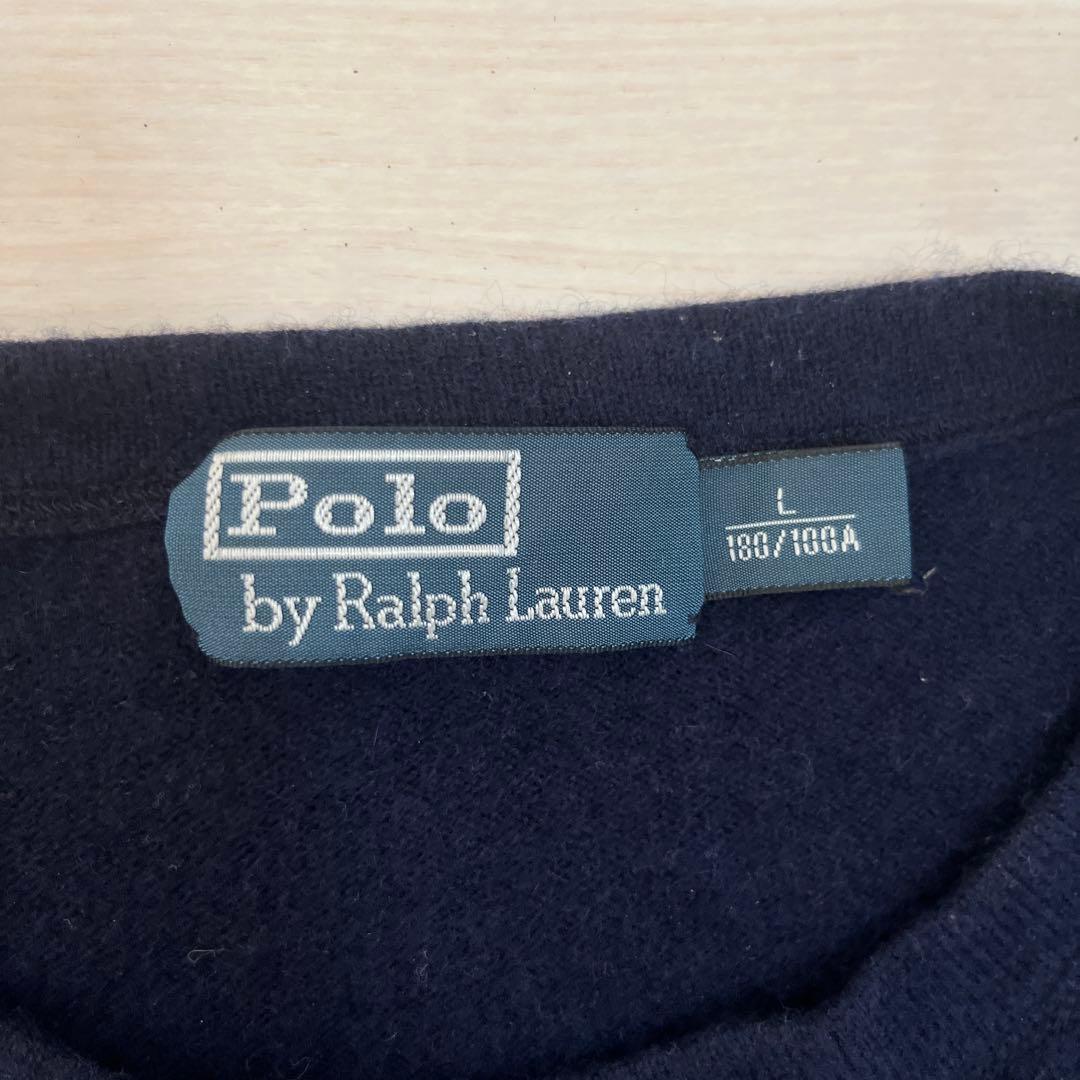 Polo
by Ralph Lauren
L
180/100A